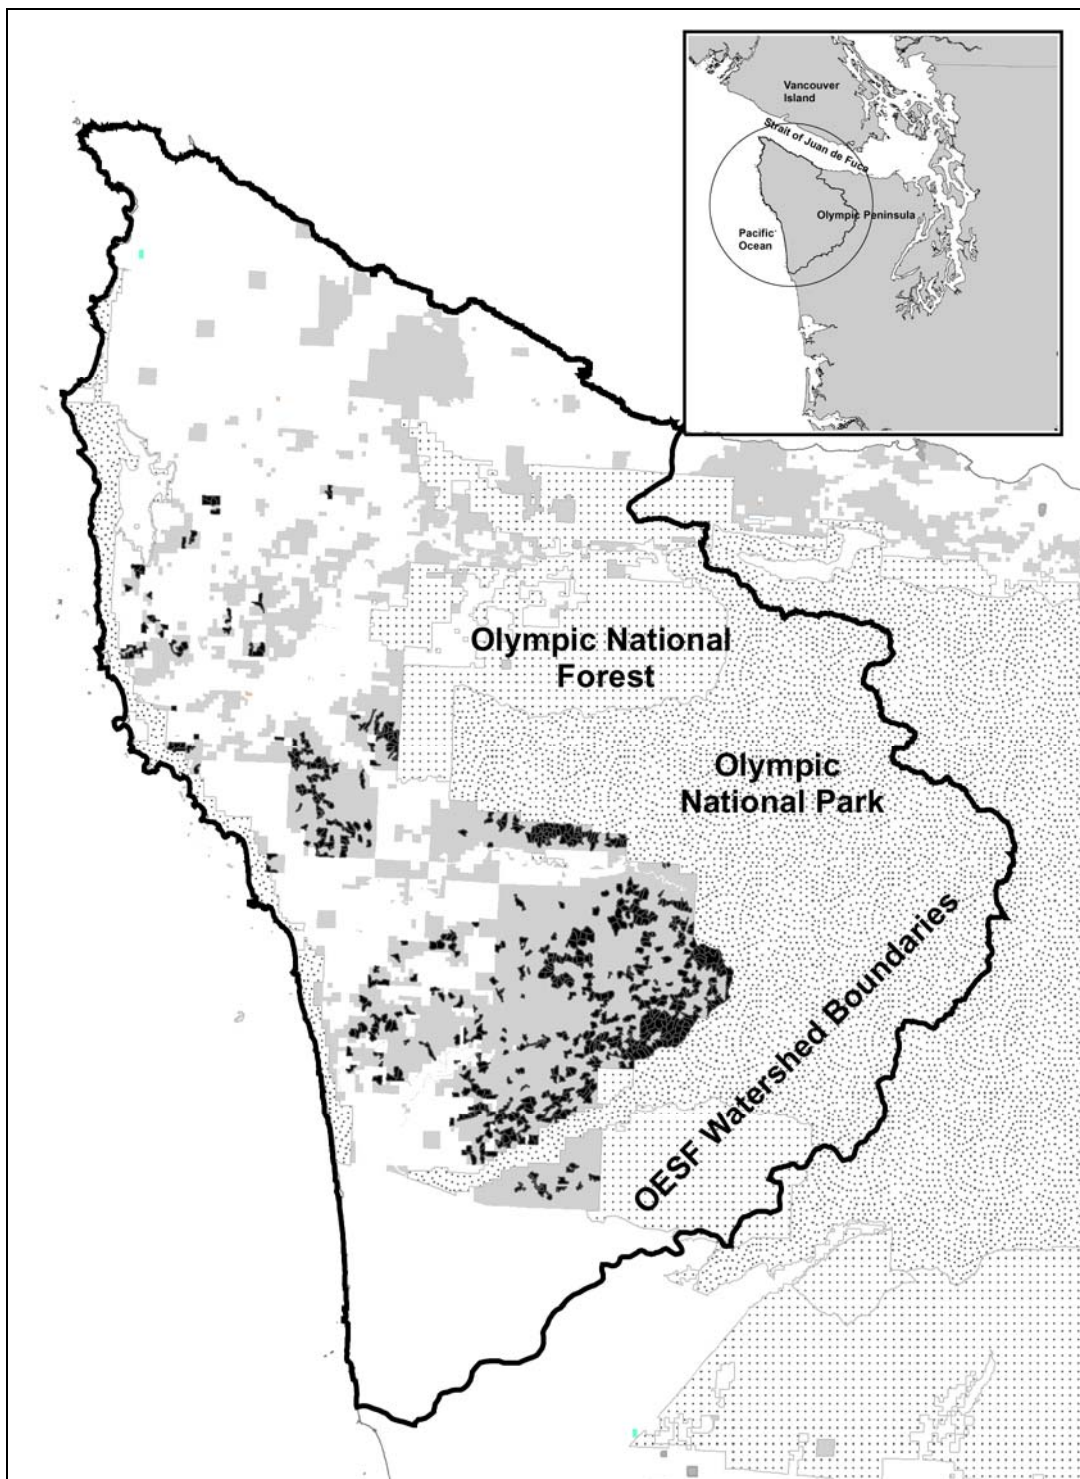 Vancouver
Island
Strait of Juan de Fuca
Olympic Peninsula
Pacific
Ocean
Olympic National
Forest
Olympic
National Park
OESF Watershed Boundaries